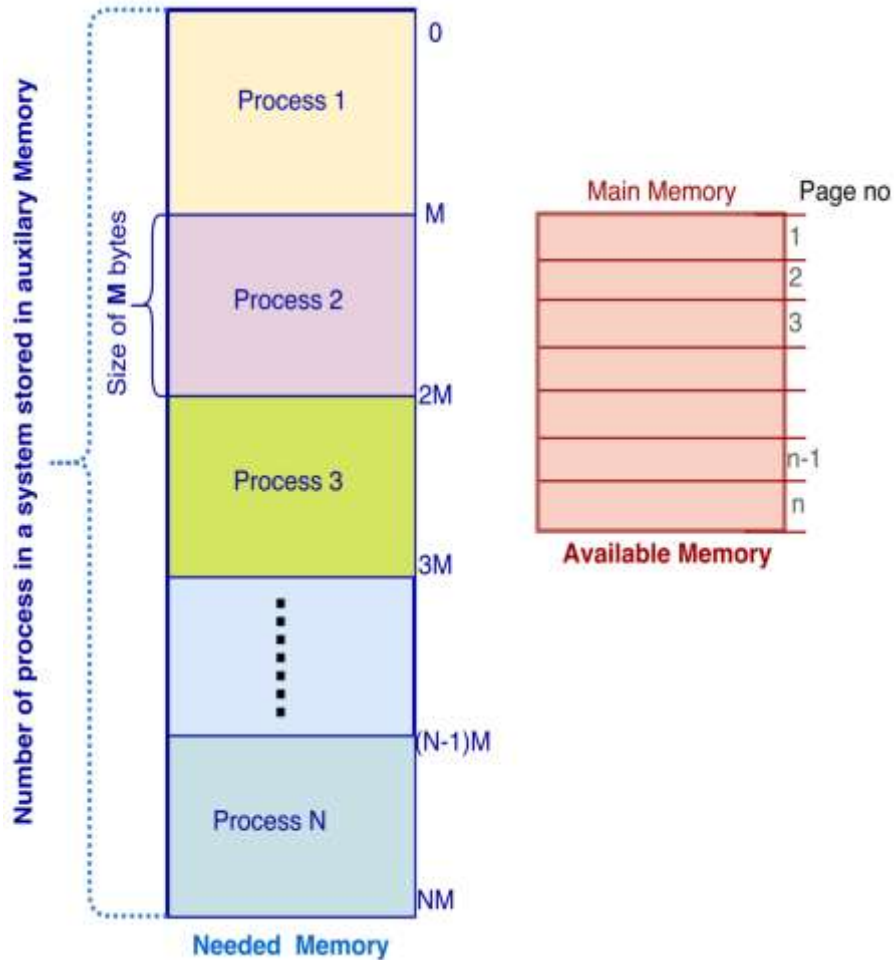 Number of process in a system stored in auxilary Memory
Size of M bytes
0
Process 1
M
Process 2
2M
Process 3
3M
(N-1)M
Process N
NM
Needed Memory
Main Memory
Page no
1
2
3
n-1
n
Available Memory